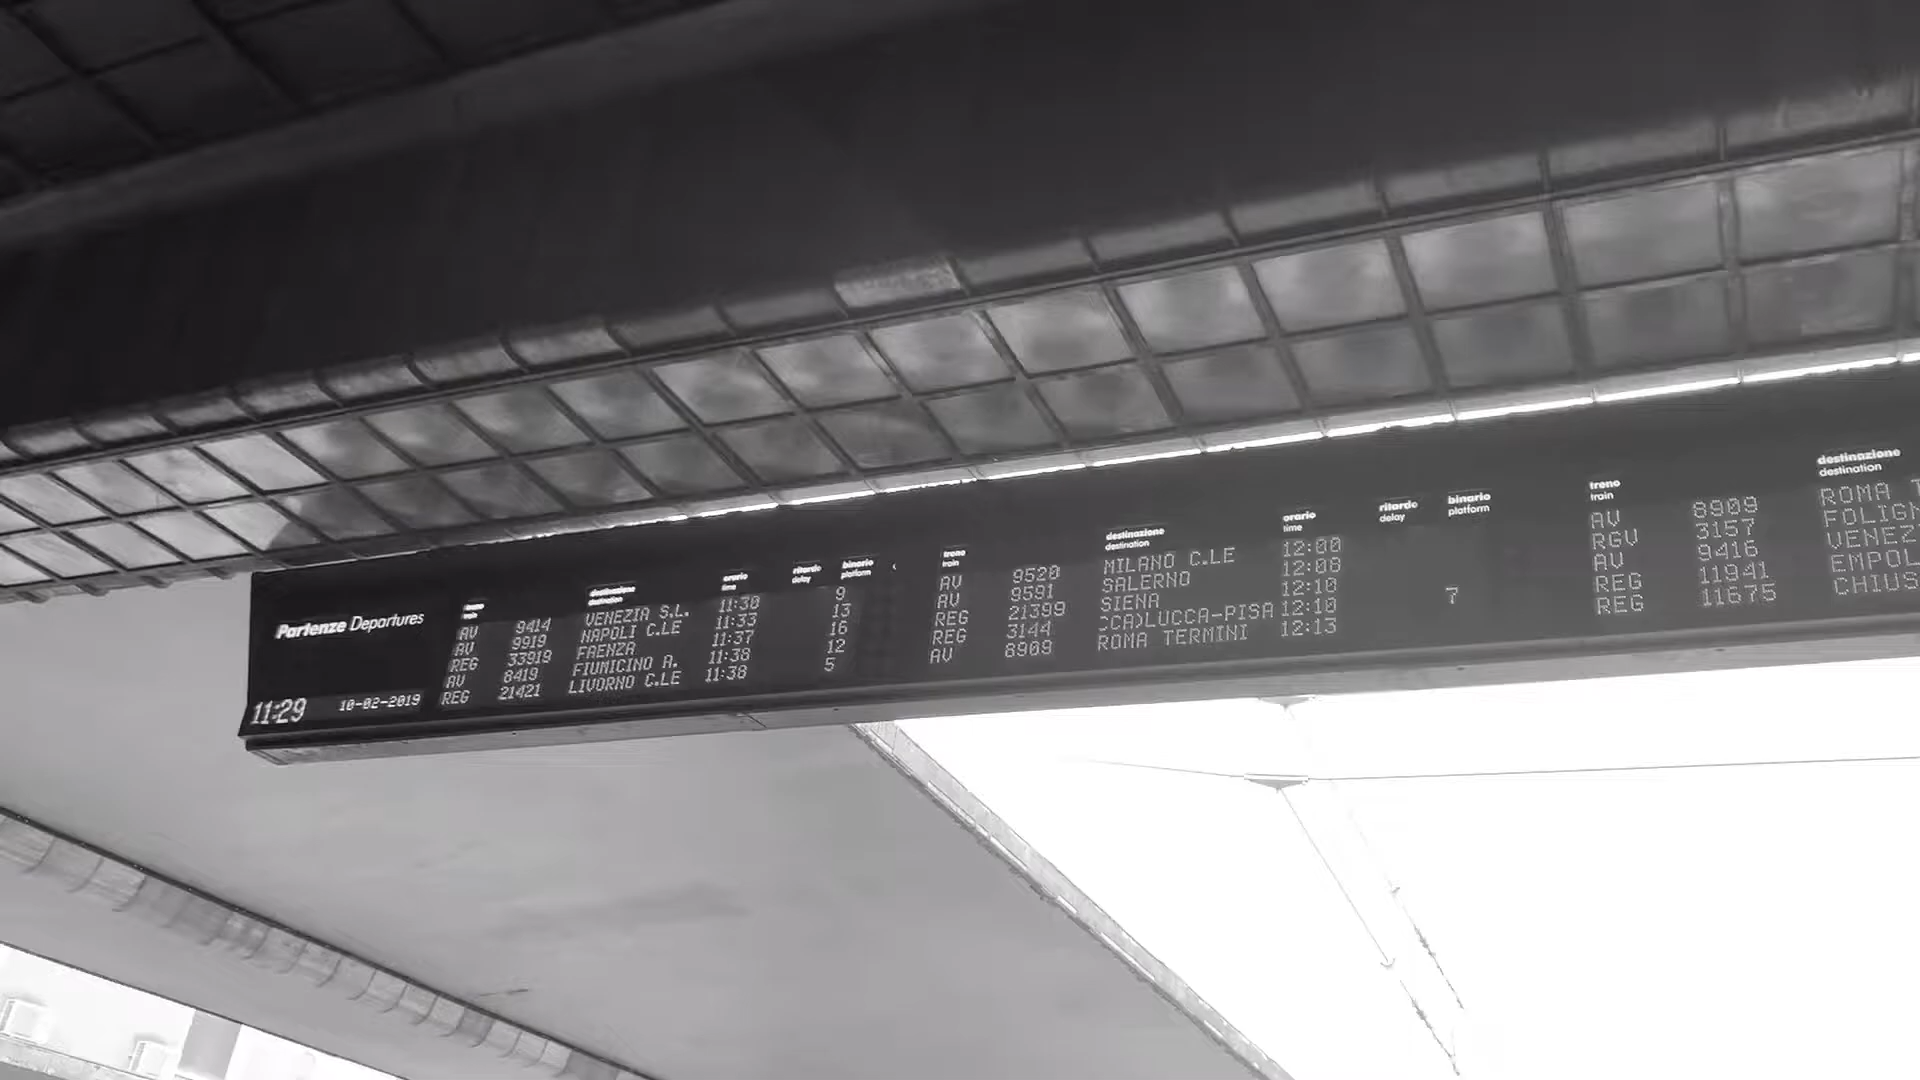 Partenze Departures
11:29 10-02-2019
treno destinazione orario ritardo binario
train destination time delay platform
AV 9414 VENEZIA S.L. 11:30 9
AV 9919 NAPOLI C.LE 11:33 13
REG 33919 FAENZA 11:37 16
AV 8419 FIUMICINO A. 11:38 12
REG 21421 LIVORNO C.LE 11:38 5
treno destinazione orario ritardo binario
train destination time delay platform
AV 9520 MILANO C.LE 12:00
AV 9591 SALERNO 12:08
REG 21399 SIENA 12:10
REG 3144 CA)LUCCA-PISA 12:10 7
AV 8909 ROMA TERMINI 12:13
treno destinazione
train destination
AV 8909 ROMA T
RGV 3157 FOLIGN
AV 9416 VENEZ
REG 11941 EMPOL
REG 11675 CHIUS